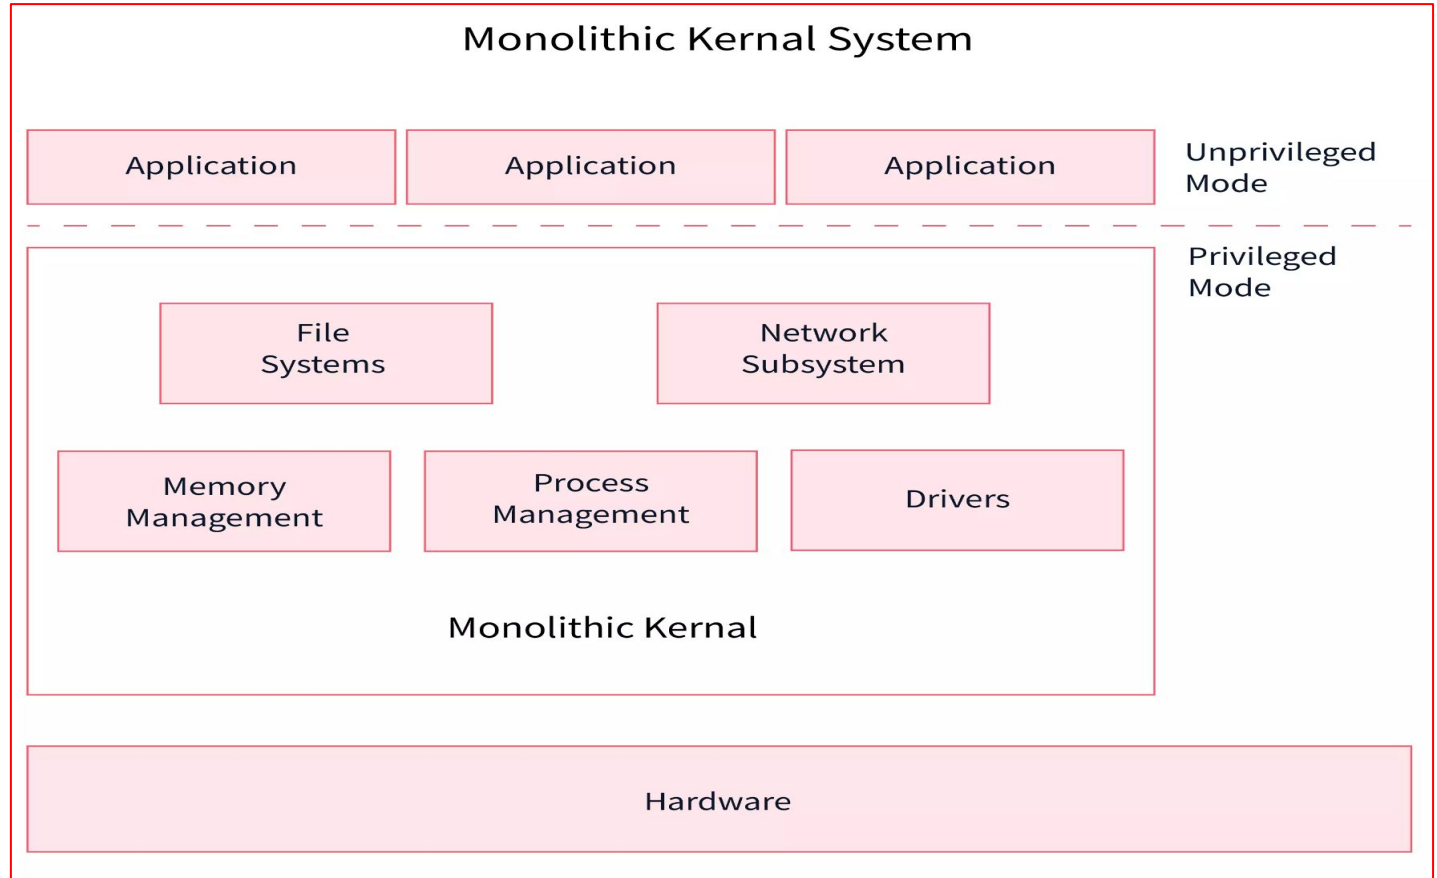 Monolithic Kernal System
Application
Application
Application
Unprivileged
Mode
Privileged
Mode
File
Systems
Network
Subsystem
Memory
Management
Process
Management
Drivers
Monolithic Kernal
Hardware